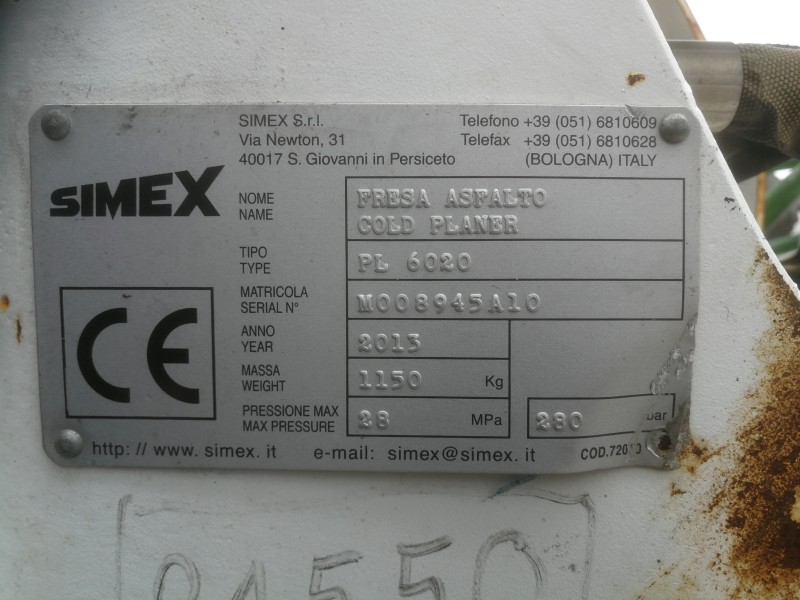 SIMEX S.r.l.
Via Newton, 31
40017 S. Giovanni in Persiceto
Telefono +39 (051) 6810609
Telefax +39 (051) 6810628
(BOLOGNA) ITALY
SIMEX
NOME
NAME
FRESA ASFALTO
COLD PLANER
TIPO
TYPE
PL 6020
MATRICOLA
SERIAL N°
M008945A10
ANNO
YEAR
2013
MASSA
WEIGHT
1150 Kg
PRESSIONE MAX
MAX PRESSURE
28 MPa
280 bar
CE
http: // www. simex. it
e-mail: simex@simex. it